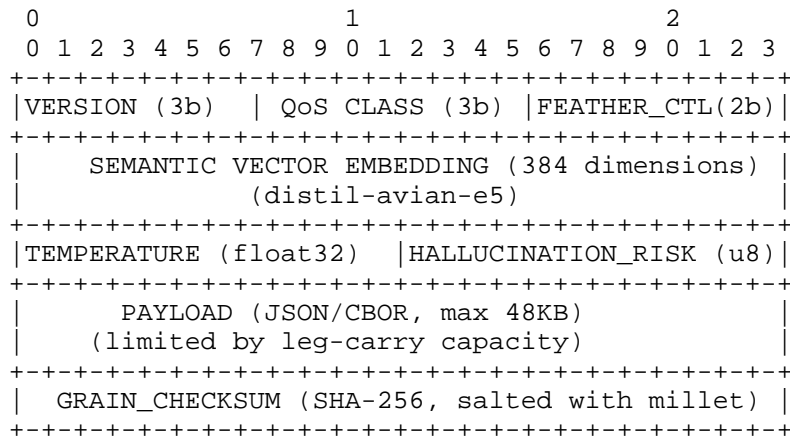 0                   1                   2
 0 1 2 3 4 5 6 7 8 9 0 1 2 3 4 5 6 7 8 9 0 1 2 3
+-+-+-+-+-+-+-+-+-+-+-+-+-+-+-+-+-+-+-+-+-+-+-+-+
|VERSION (3b)  | QoS CLASS (3b) |FEATHER_CTL(2b)|
+-+-+-+-+-+-+-+-+-+-+-+-+-+-+-+-+-+-+-+-+-+-+-+-+
|    SEMANTIC VECTOR EMBEDDING (384 dimensions) |
|              (distil-avian-e5)                |
+-+-+-+-+-+-+-+-+-+-+-+-+-+-+-+-+-+-+-+-+-+-+-+-+
|TEMPERATURE (float32)  |HALLUCINATION_RISK (u8)|
+-+-+-+-+-+-+-+-+-+-+-+-+-+-+-+-+-+-+-+-+-+-+-+-+
|      PAYLOAD (JSON/CBOR, max 48KB)            |
|    (limited by leg-carry capacity)            |
+-+-+-+-+-+-+-+-+-+-+-+-+-+-+-+-+-+-+-+-+-+-+-+-+
|  GRAIN_CHECKSUM (SHA-256, salted with millet) |
+-+-+-+-+-+-+-+-+-+-+-+-+-+-+-+-+-+-+-+-+-+-+-+-+